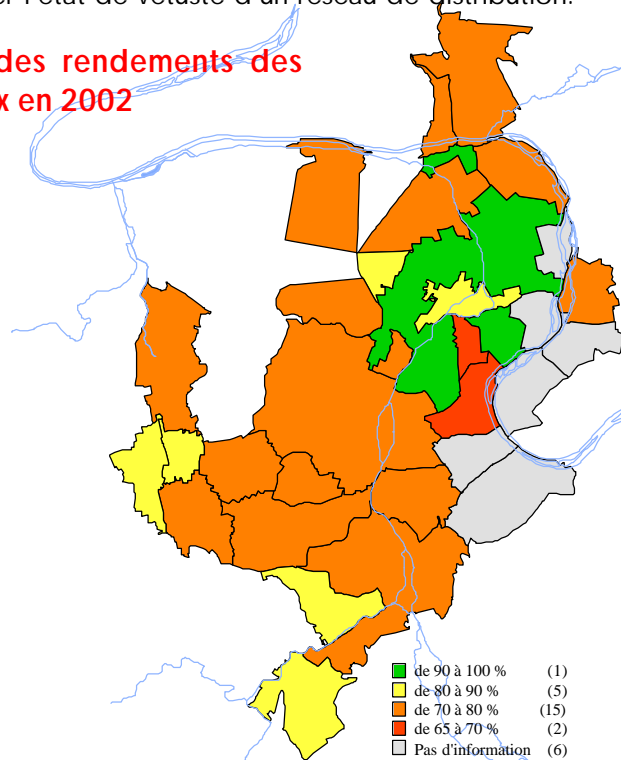 r l'état de vétusté d'un réseau de distribution.
des rendements des
x en 2002
de 90 à 100 % (1)
de 80 à 90 % (5)
de 70 à 80 % (15)
de 65 à 70 % (2)
Pas d'information (6)